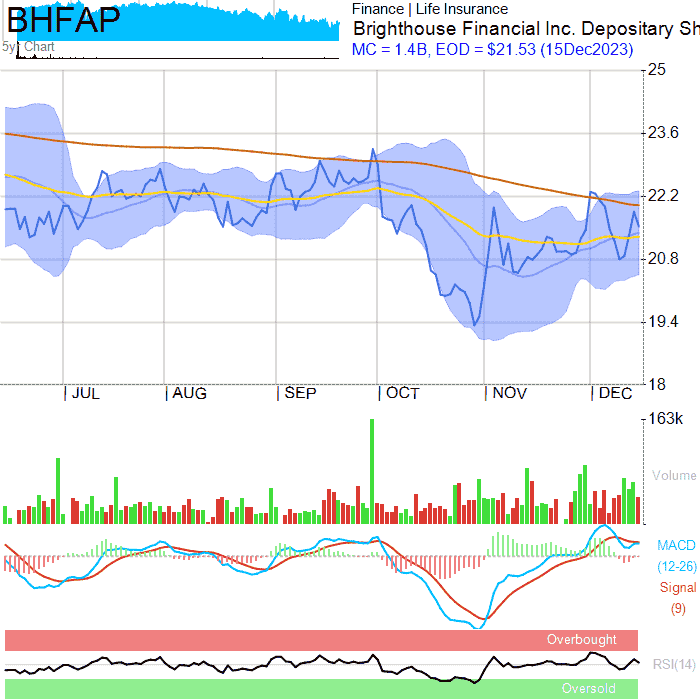 BHFAP
Finance | Life Insurance
Brighthouse Financial Inc. Depositary Sh
MC = 1.4B, EOD = $21.53 (15Dec2023)
5yr Chart
25
23.6
22.2
20.8
19.4
18
| JUL | AUG | SEP | OCT | NOV | DEC
163k
Volume
MACD
(12-26)
Signal
(9)
Overbought
RSI(14)
Oversold